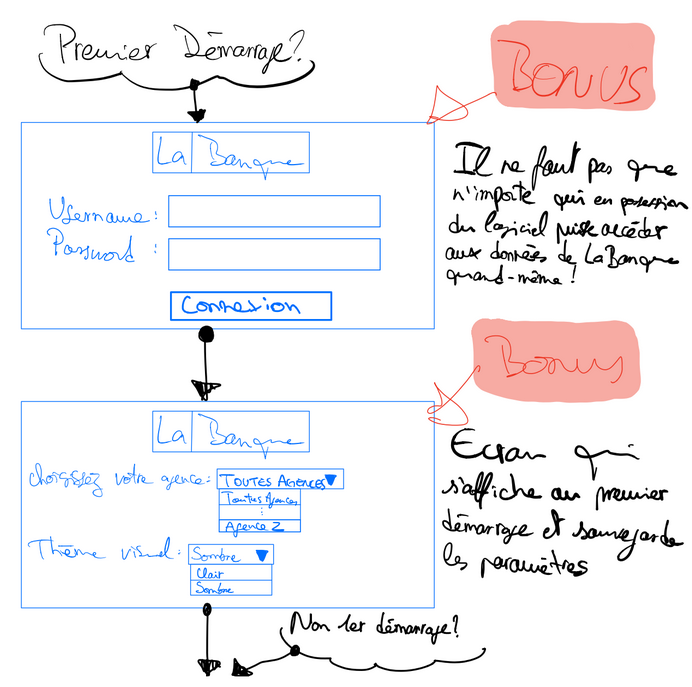 Premier Démarrage?
Bonus
La Banque
Il ne faut pas que
n'importe qui en possession
du logiciel puisse accéder
aux données de La Banque
quand-même!
Username:
Password:
Connexion
Bonus
La Banque
Choisissez votre agence: TOUTES AGENCES
Toutes Agences
:
Agence Z
Thème visuel: Sombre
Clair
Sombre
Ecran qui
s'affiche au premier
démarrage et sauvegarde
les paramètres
Non 1er démarrage?